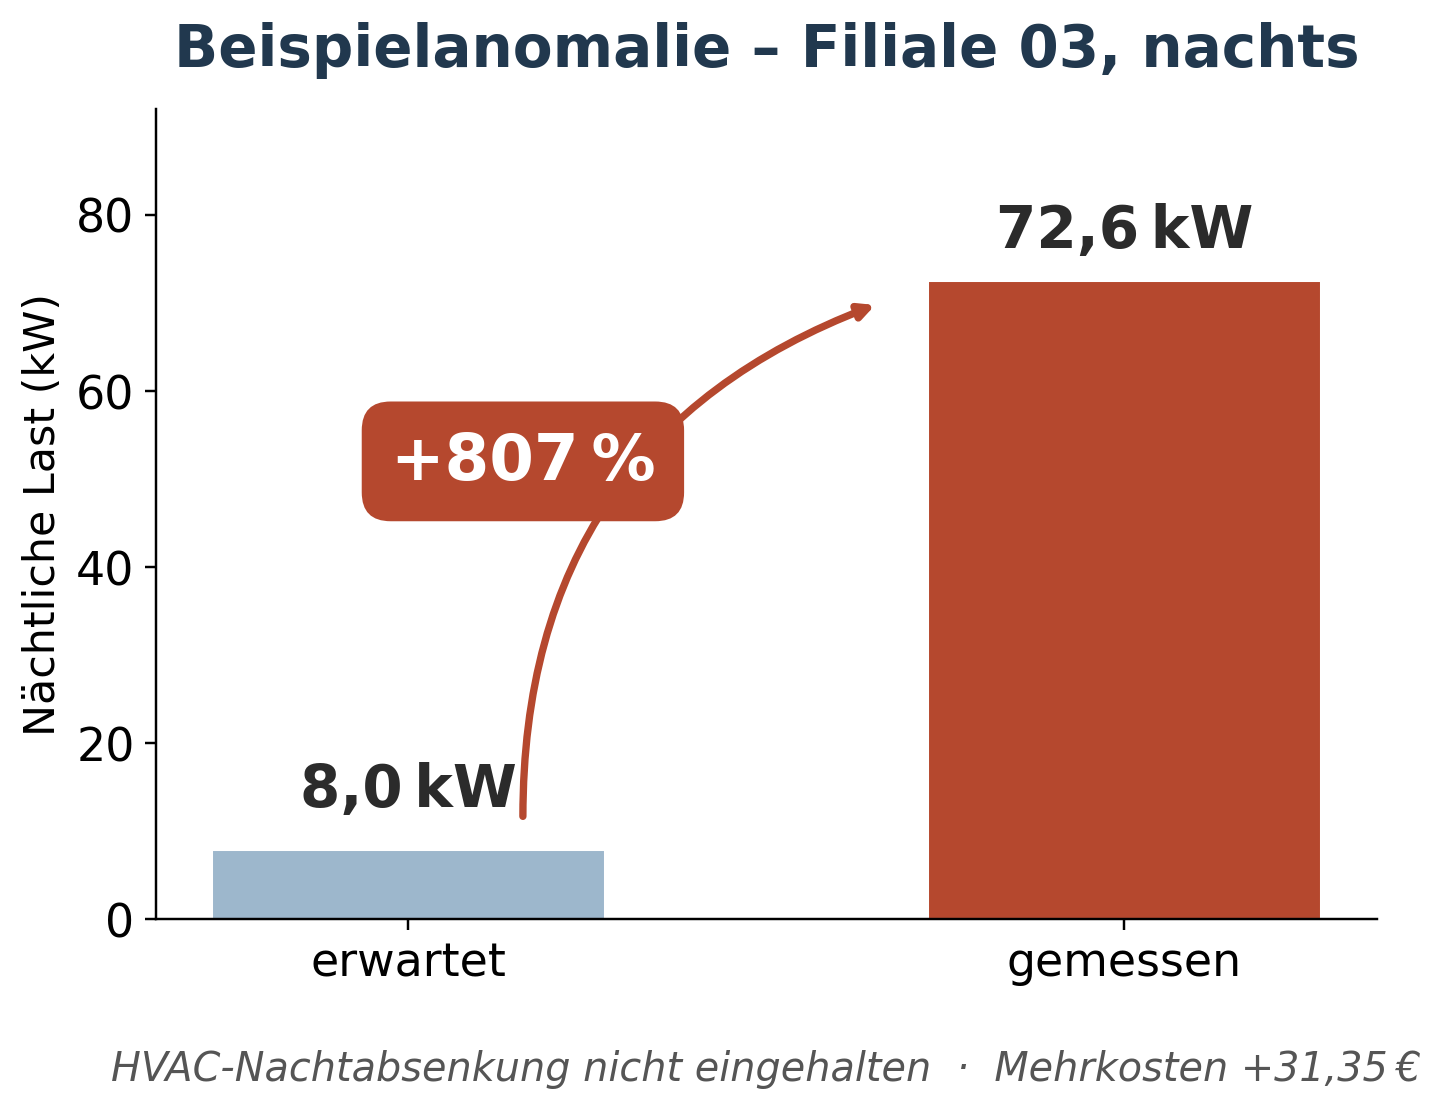 Beispielanomalie – Filiale 03, nachts
Nächtliche Last (kW)
80
60
40
20
0
72,6 kW
+807 %
8,0 kW
erwartet
gemessen
HVAC-Nachtabsenkung nicht eingehalten · Mehrkosten +31,35 €